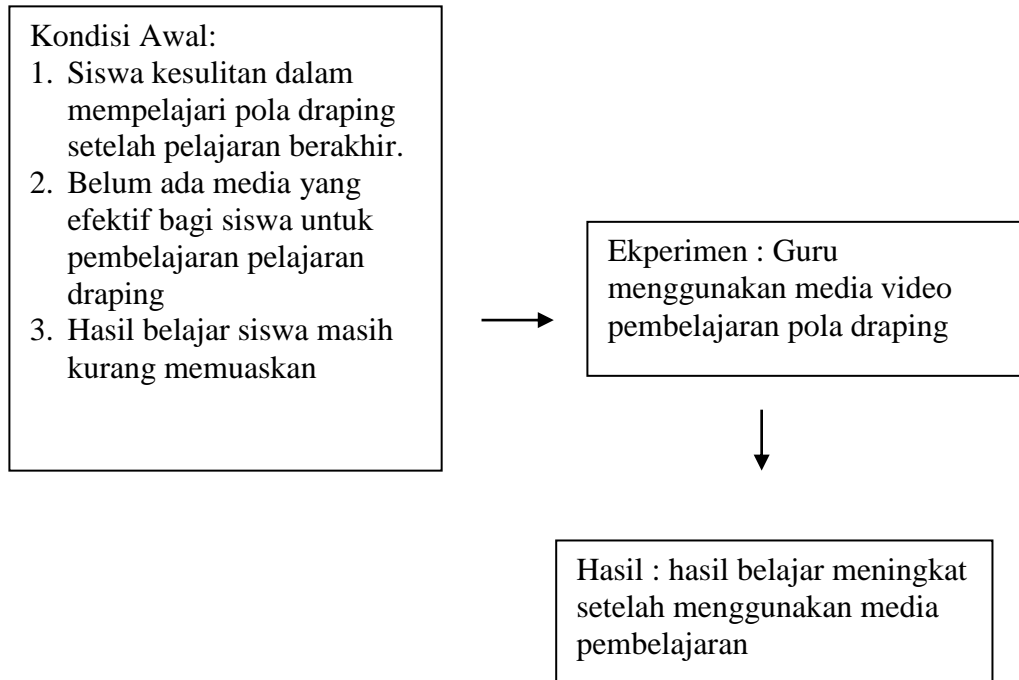 Kondisi Awal:
1. Siswa kesulitan dalam
mempelajari pola draping
setelah pelajaran berakhir.
2. Belum ada media yang
efektif bagi siswa untuk
pembelajaran pelajaran
draping
3. Hasil belajar siswa masih
kurang memuaskan
Ekperimen : Guru
menggunakan media video
pembelajaran pola draping
Hasil : hasil belajar meningkat
setelah menggunakan media
pembelajaran